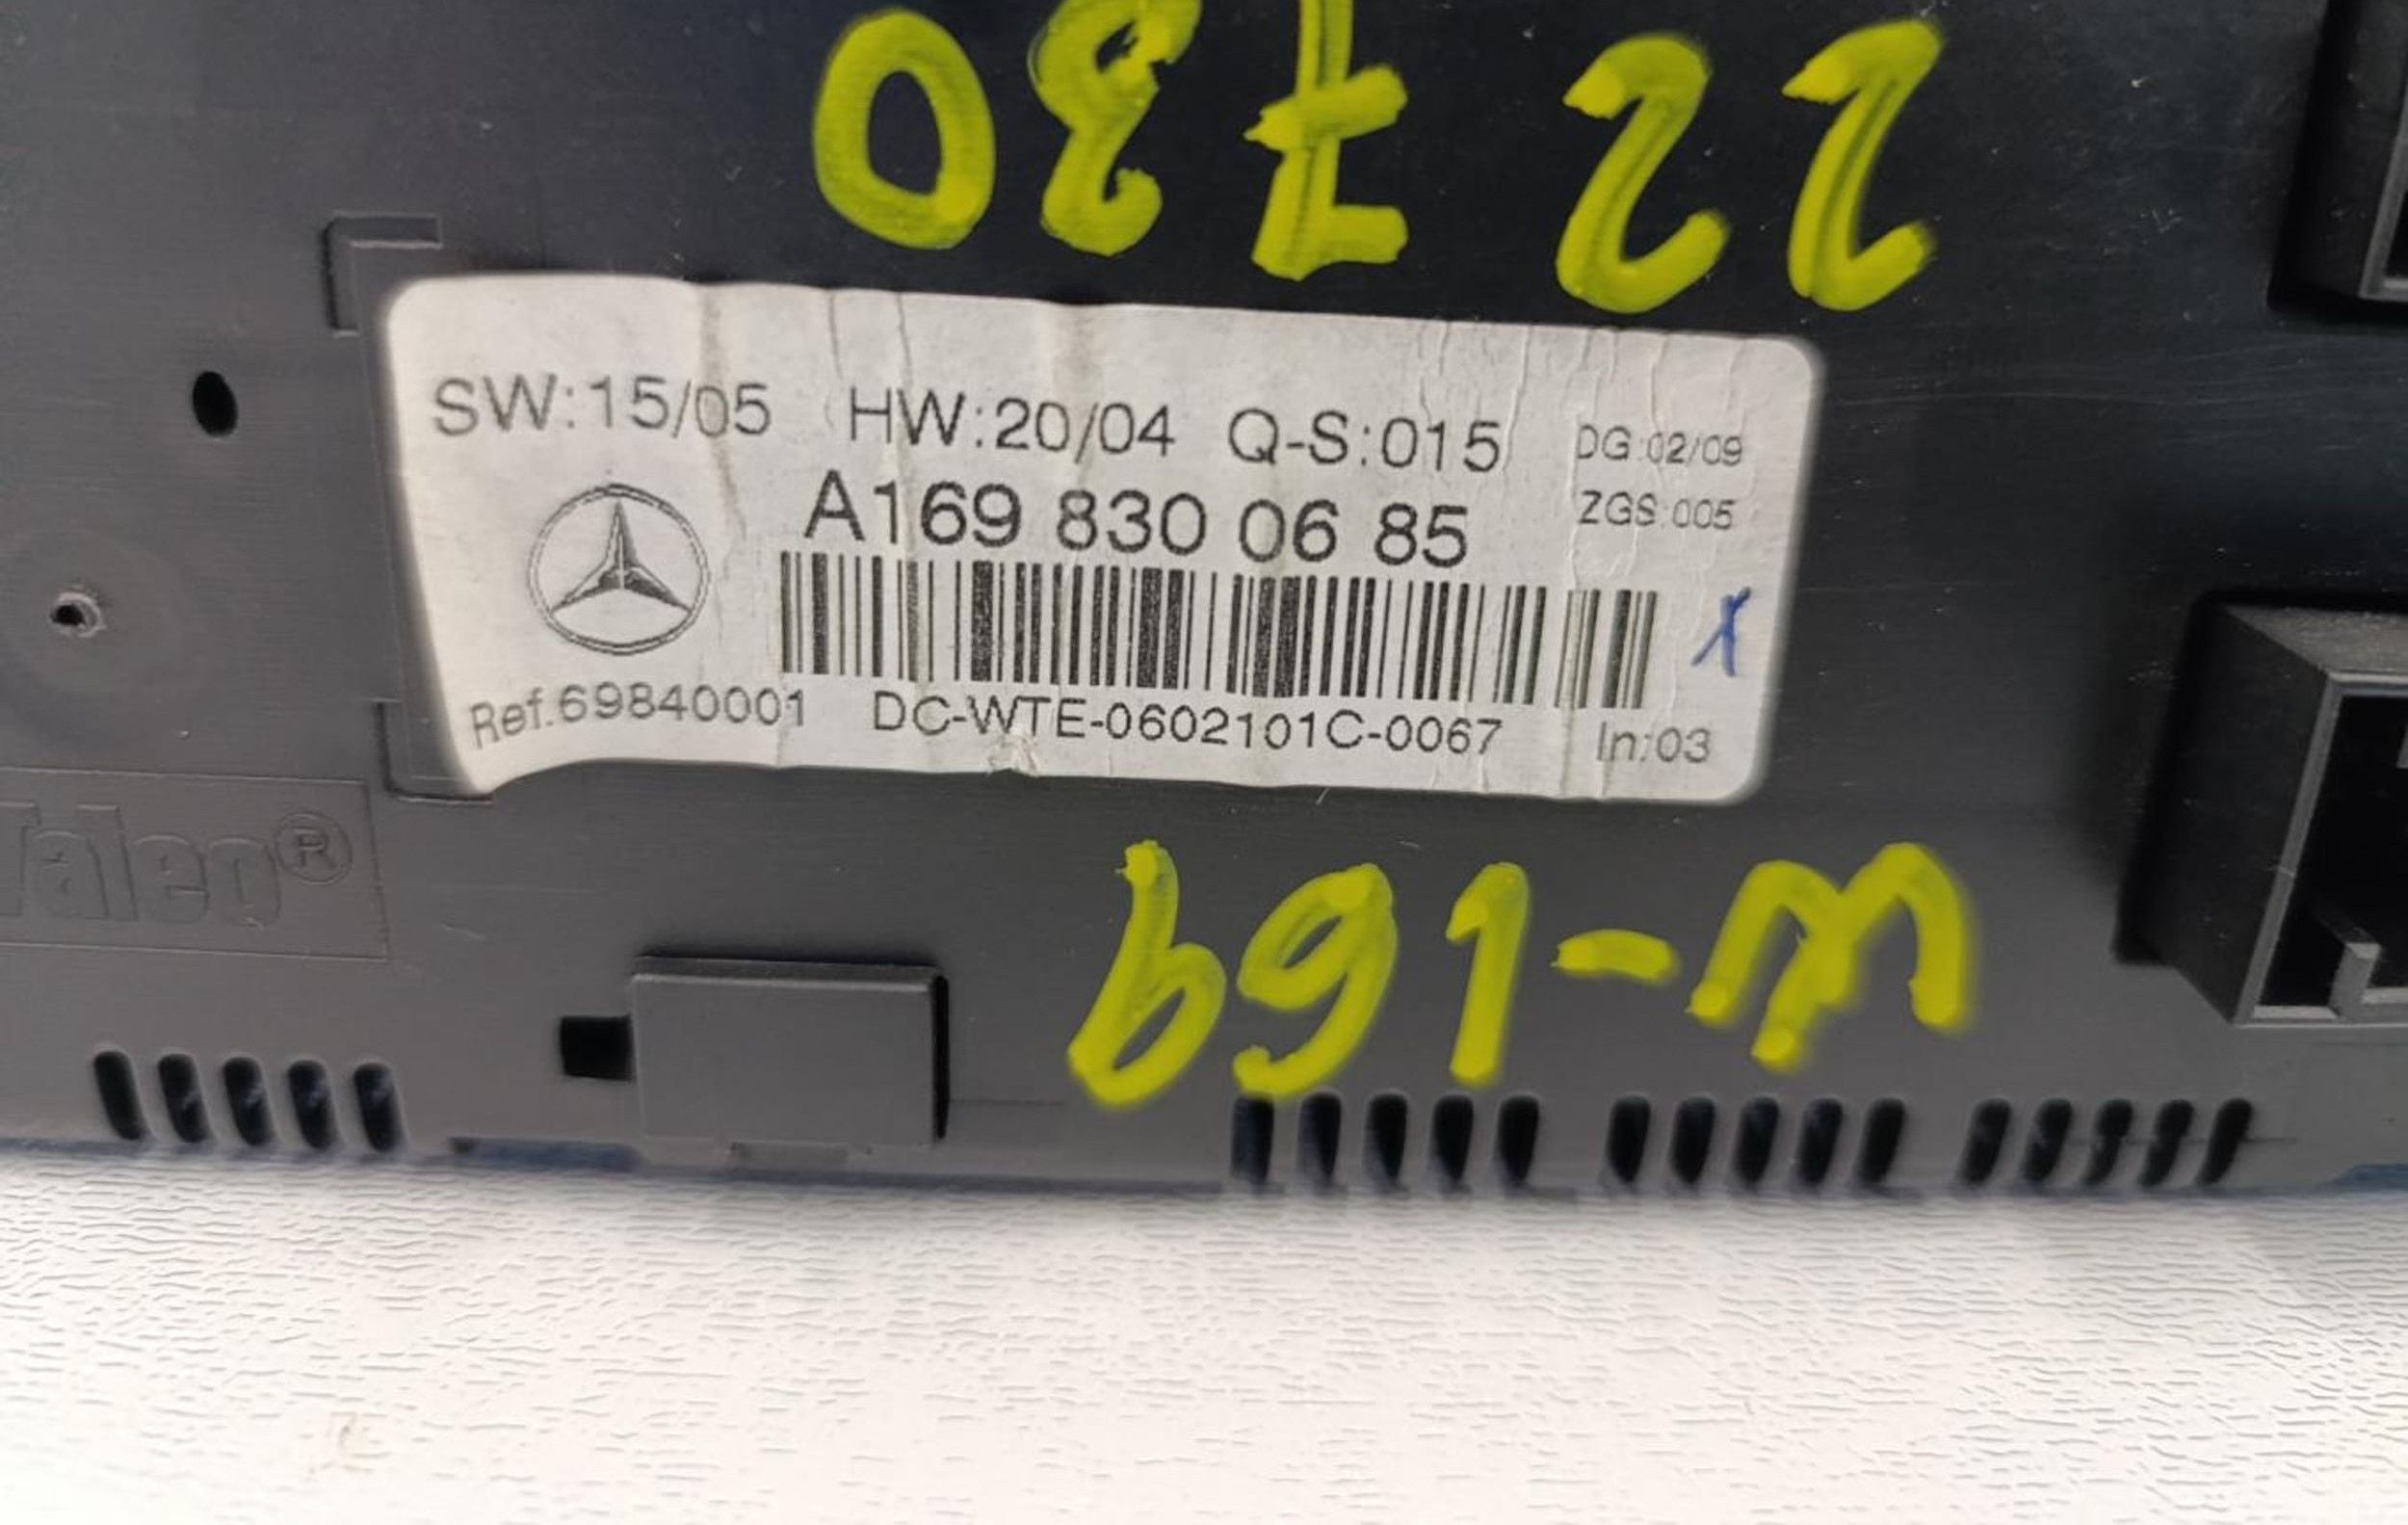 22 730
SW:15/05 HW:20/04 Q-S:015 DG:02/09
A169 830 06 85 ZGS:005
Ref.69840001 DC-WTE-0602101C-0067 In:03
Valeo®
W-169